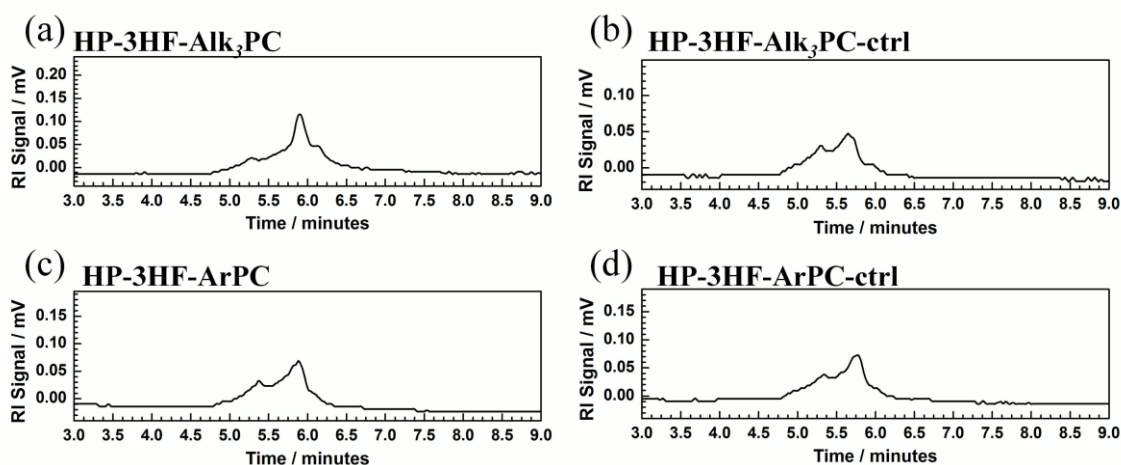 (a) HP-3HF-Alk₃PC
RI Signal / mV
0.20
0.15
0.10
0.05
0.00
3.0 3.5 4.0 4.5 5.0 5.5 6.0 6.5 7.0 7.5 8.0 8.5 9.0
Time / minutes
(b) HP-3HF-Alk₃PC-ctrl
RI Signal / mV
0.10
0.05
0.00
3.0 3.5 4.0 4.5 5.0 5.5 6.0 6.5 7.0 7.5 8.0 8.5 9.0
Time / minutes
(c) HP-3HF-ArPC
RI Signal / mV
0.15
0.10
0.05
0.00
3.0 3.5 4.0 4.5 5.0 5.5 6.0 6.5 7.0 7.5 8.0 8.5 9.0
Time / minutes
(d) HP-3HF-ArPC-ctrl
RI Signal / mV
0.15
0.10
0.05
0.00
3.0 3.5 4.0 4.5 5.0 5.5 6.0 6.5 7.0 7.5 8.0 8.5 9.0
Time / minutes